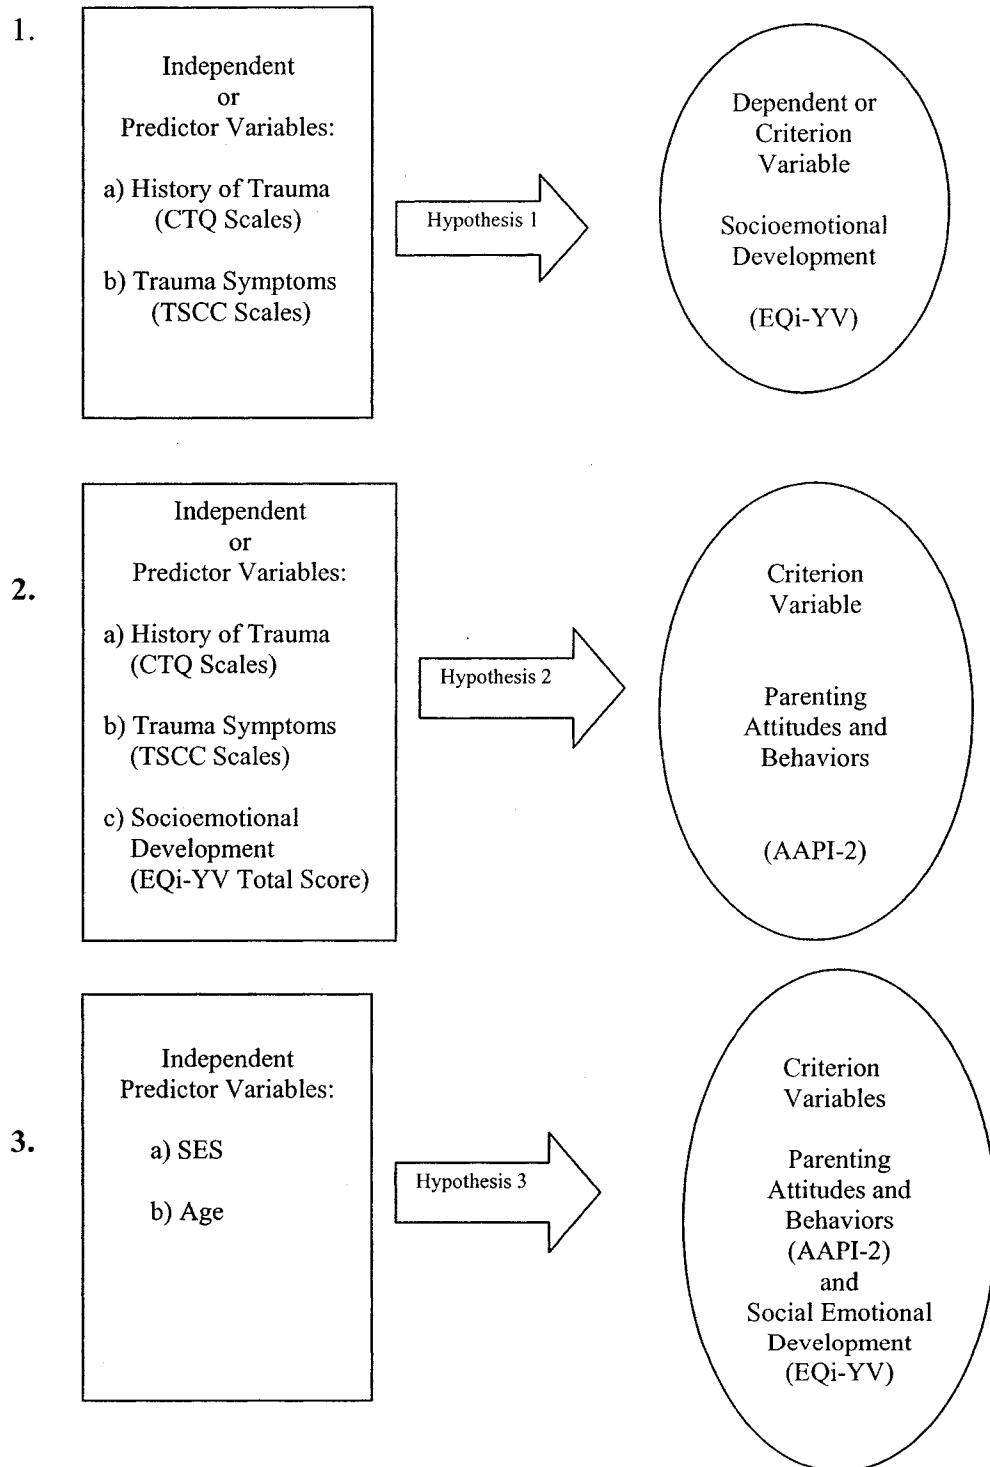 1.
Independent
or
Predictor Variables:
a) History of Trauma
(CTQ Scales)
b) Trauma Symptoms
(TSCC Scales)
Hypothesis 1
Dependent or
Criterion
Variable
Socioemotional
Development
(EQi-YV)
2.
Independent
or
Predictor Variables:
a) History of Trauma
(CTQ Scales)
b) Trauma Symptoms
(TSCC Scales)
c) Socioemotional
Development
(EQi-YV Total Score)
Hypothesis 2
Criterion
Variable
Parenting
Attitudes and
Behaviors
(AAPI-2)
3.
Independent
Predictor Variables:
a) SES
b) Age
Hypothesis 3
Criterion
Variables
Parenting
Attitudes and
Behaviors
(AAPI-2)
and
Social Emotional
Development
(EQi-YV)